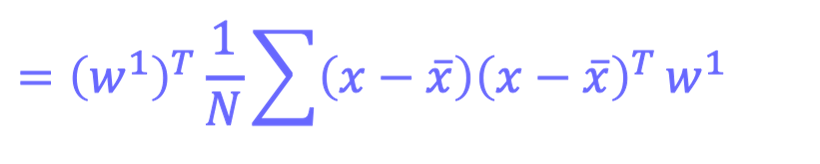 = (w¹)ᵀ 1/N ∑(x − x̄)(x − x̄)ᵀ w¹